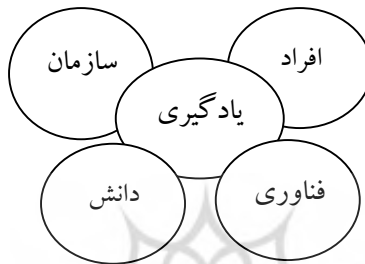 افراد
سازمان
یادگیری
فناوری
دانش